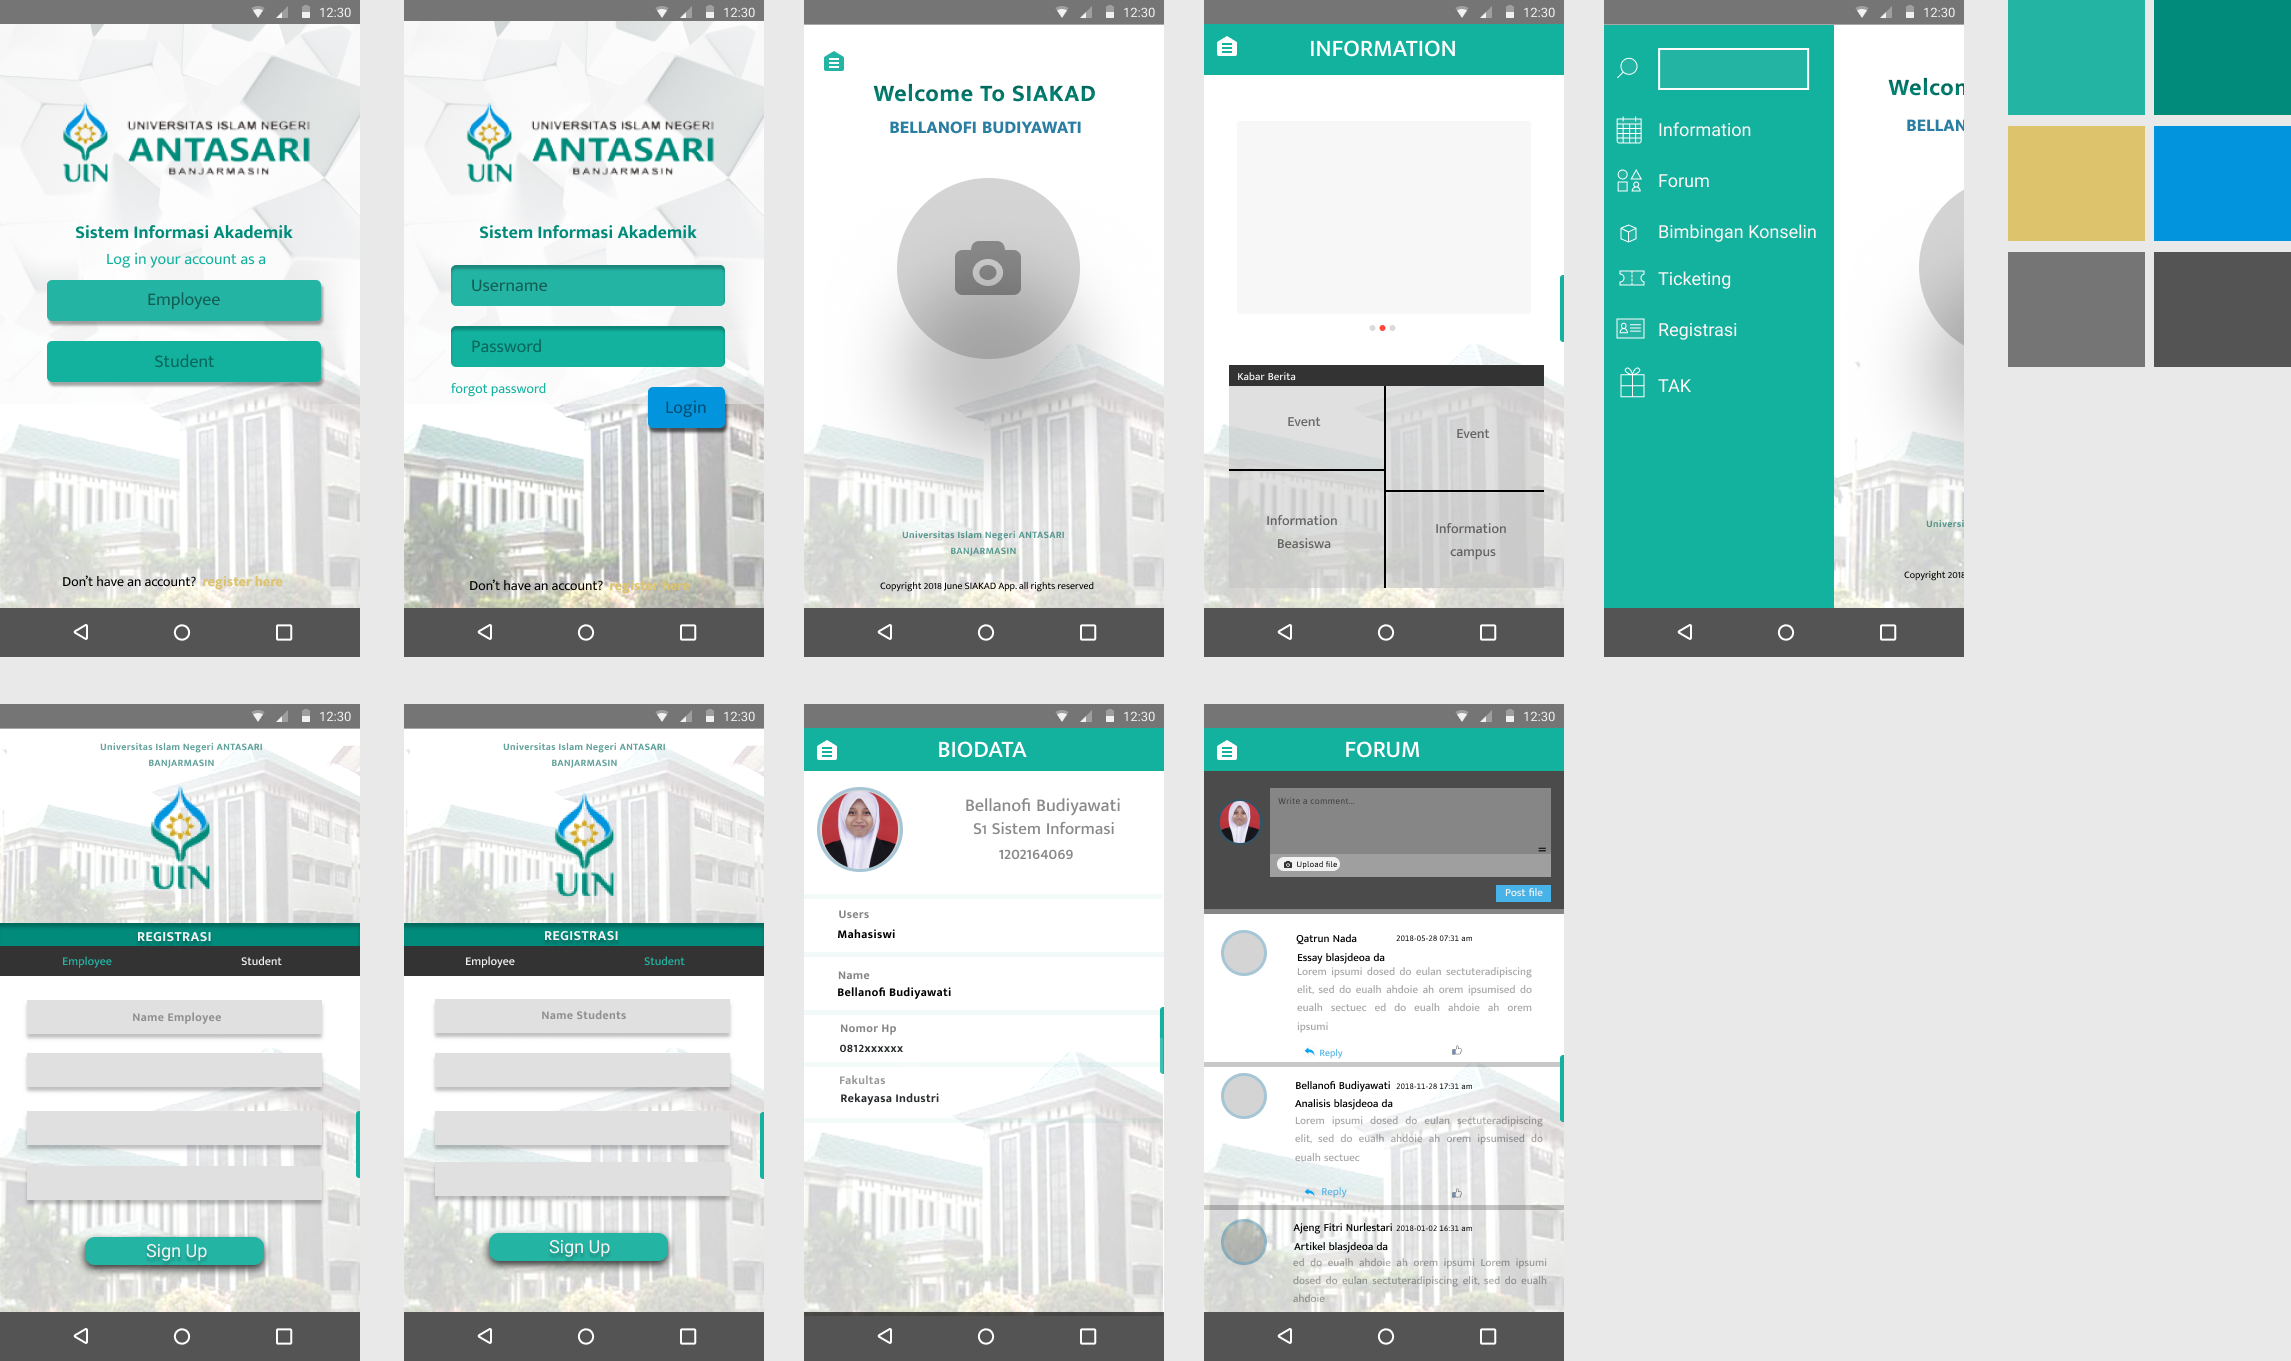 12:30
UNIVERSITAS ISLAM NEGERI
ANTASARI
BANJARMASIN
UIN
Sistem Informasi Akademik
Log in your account as a
Employee
Student
Don't have an account? register here
12:30
UNIVERSITAS ISLAM NEGERI
ANTASARI
BANJARMASIN
UIN
Sistem Informasi Akademik
Username
Password
forgot password
Login
Don't have an account? register here
12:30
Welcome To SIAKAD
BELLANOFI BUDIYAWATI
Universitas Islam Negeri ANTASARI
BANJARMASIN
Copyright 2018 June SIAKAD App. all rights reserved
12:30
INFORMATION
Kabar Berita
Event
Event
Information
Beasiswa
Information
campus
12:30
Information
Forum
Bimbingan Konselin
Ticketing
Registrasi
TAK
Welcon
BELLAN
Universi
Copyright 2018
12:30
Universitas Islam Negeri ANTASARI
BANJARMASIN
UIN
REGISTRASI
Employee Student
Name Employee
Sign Up
12:30
Universitas Islam Negeri ANTASARI
BANJARMASIN
UIN
REGISTRASI
Employee Student
Name Students
Sign Up
12:30
BIODATA
Bellanofi Budiyawati
S1 Sistem Informasi
1202164069
Users
Mahasiswi
Name
Bellanofi Budiyawati
Nomor Hp
0812xxxxxx
Fakultas
Rekayasa Industri
12:30
FORUM
Write a comment...
Upload file
Post file
Qatrun Nada 2018-05-28 07:31 am
Essay blasjdeoa da
Lorem ipsumi dosed do eulan sectuteradipiscing
elit, sed do eualh ahdoie ah orem ipsumised do
eualh sectuec ed do eualh ahdoie ah orem
ipsumi
Reply
Bellanofi Budiyawati 2018-11-28 17:31 am
Analisis blasjdeoa da
Lorem ipsumi dosed do eulan sectuteradipiscing
elit, sed do eualh ahdoie ah orem ipsumised do
eualh sectuec
Reply
Ajeng Fitri Nurlestari 2018-01-02 16:31 am
Artikel blasjdeoa da
ed do eualh ahdoie ah orem ipsumi Lorem ipsumi
dosed do eulan sectuteradipiscing elit, sed do eualh
ahdoie